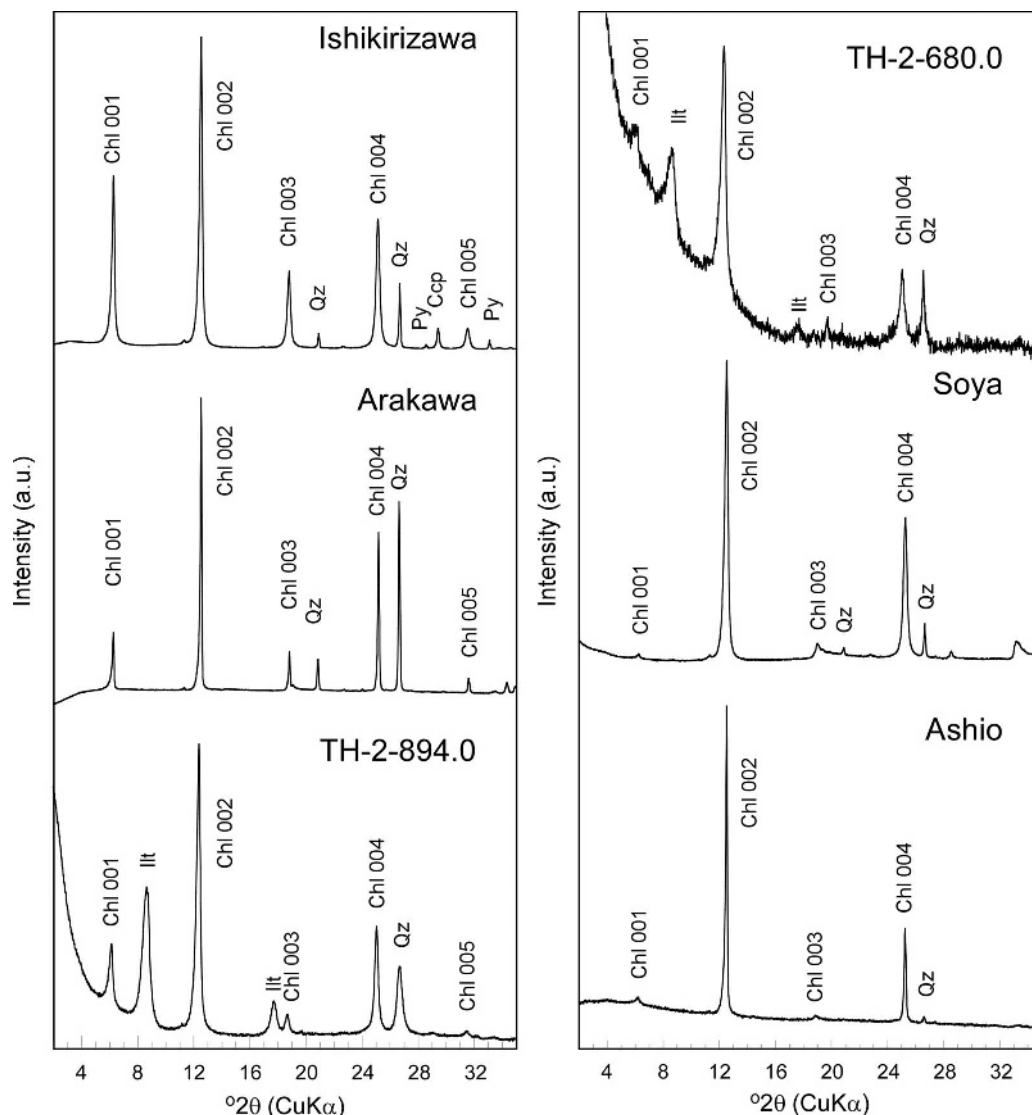 Ishikirizawa
Chl 001
Chl 002
Chl 003
Qz
Chl 004
Qz
Py
Ccp
Chl 005
Py
Arakawa
Chl 001
Chl 002
Chl 003
Qz
Chl 004
Qz
Chl 005
TH-2-894.0
Chl 001
Ilt
Chl 002
Ilt
Chl 003
Chl 004
Qz
Chl 005
Intensity (a.u.)
4 8 12 16 20 24 28 32
°2θ (CuKα)
TH-2-680.0
Chl 001
Ilt
Chl 002
Ilt
Chl 003
Chl 004
Qz
Soya
Chl 001
Chl 002
Chl 003
Qz
Chl 004
Qz
Ashio
Chl 001
Chl 002
Chl 003
Chl 004
Qz
Intensity (a.u.)
4 8 12 16 20 24 28 32
°2θ (CuKα)